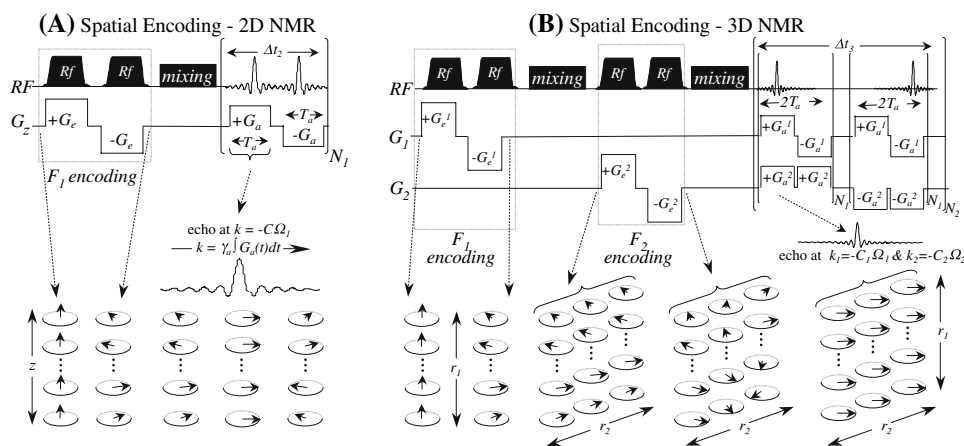 (A) Spatial Encoding - 2D NMR
Δt2
Rf Rf mixing
RF
Gz +Ge -Ge +Ga Ta -Ga Ta N1
F1 encoding
echo at k = -CΩ
k = γa∫Ga(t)dt
z
(B) Spatial Encoding - 3D NMR
Δt3
Rf Rf mixing Rf Rf mixing
RF
2Ta 2Ta
G1 +Ge1 -Ge1 +Ga1 -Ga1 +Ga1 -Ga1
G2 +Ge2 -Ge2 +Ga2 +Ga2 N1 -Ga2 -Ga2 N1 N2
F1 encoding
F2 encoding
echo at k1=-C1Ω1 & k2=-C2Ω2
r1
r1
r2
r2
r2